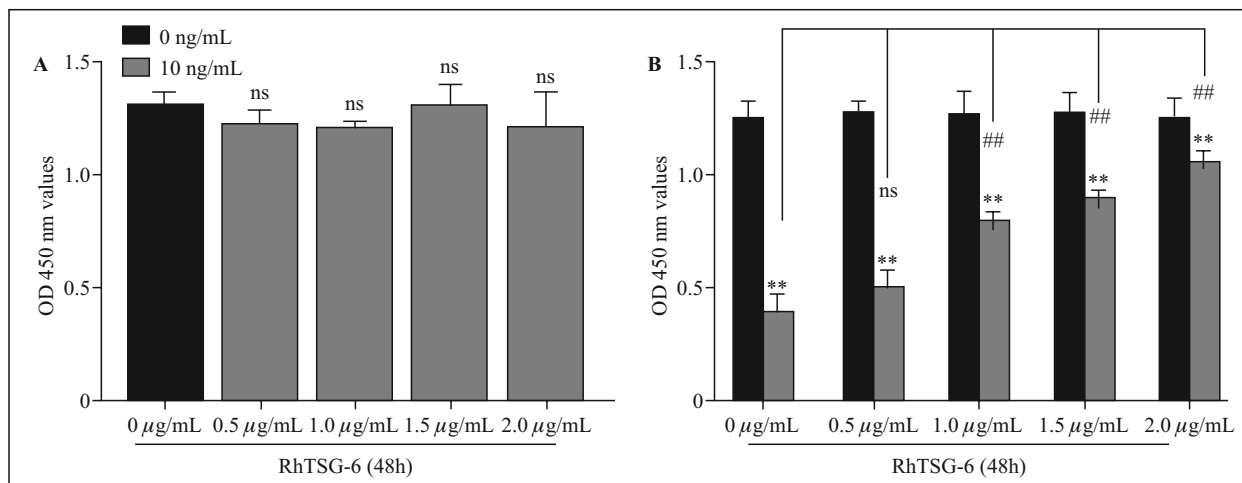 A
0 ng/mL
10 ng/mL
OD 450 nm values
1.5
1.0
0.5
0
ns
ns
ns
ns
0 µg/mL 0.5 µg/mL 1.0 µg/mL 1.5 µg/mL 2.0 µg/mL
RhTSG-6 (48h)
B
OD 450 nm values
1.5
1.0
0.5
0
**
ns
**
##
**
##
**
##
**
0 µg/mL 0.5 µg/mL 1.0 µg/mL 1.5 µg/mL 2.0 µg/mL
RhTSG-6 (48h)